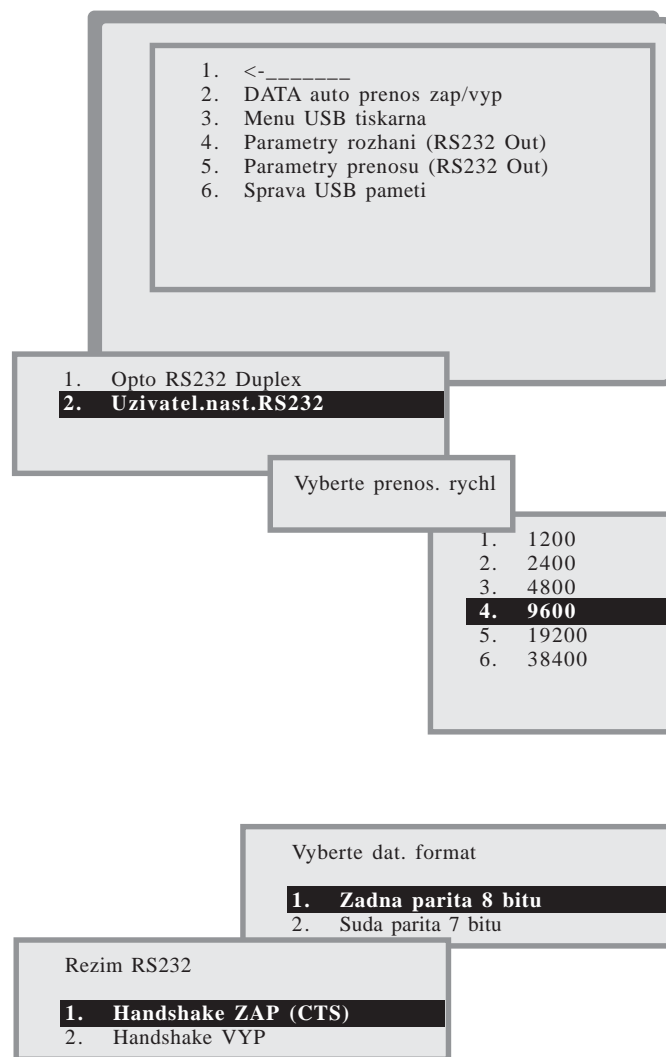 1. <-_______
2. DATA auto prenos zap/vyp
3. Menu USB tiskarna
4. Parametry rozhani (RS232 Out)
5. Parametry prenosu (RS232 Out)
6. Sprava USB pameti
1. Opto RS232 Duplex
2. Uzivatel.nast.RS232
Vyberte prenos. rychl
1. 1200
2. 2400
3. 4800
4. 9600
5. 19200
6. 38400
Vyberte dat. format
1. Zadna parita 8 bitu
2. Suda parita 7 bitu
Rezim RS232
1. Handshake ZAP (CTS)
2. Handshake VYP